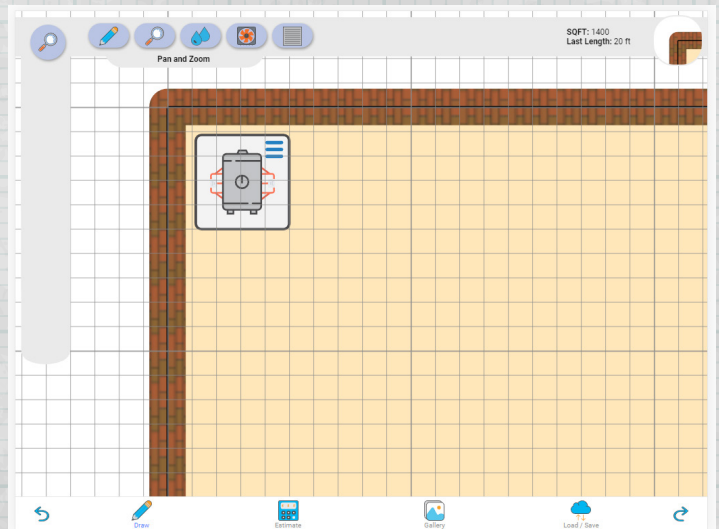 SQFT: 1400
Last Length: 20 ft
Pan and Zoom
Draw
Estimate
Gallery
Load / Save